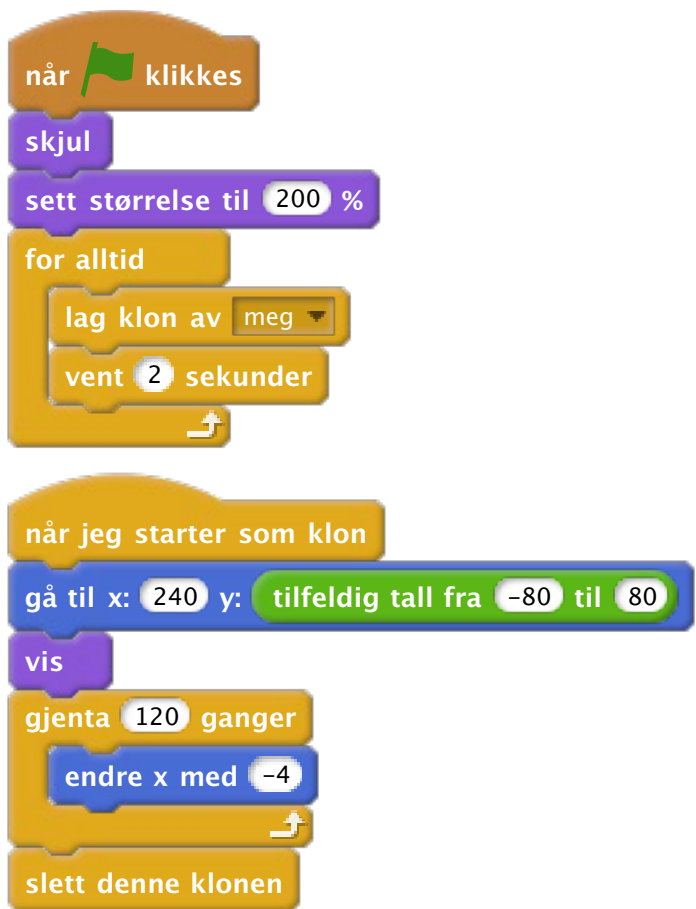 når klikkes
skjul
sett størrelse til 200 %
for alltid
lag klon av meg
vent 2 sekunder
når jeg starter som klon
gå til x: 240 y: tilfeldig tall fra -80 til 80
vis
gjenta 120 ganger
endre x med -4
slett denne klonen